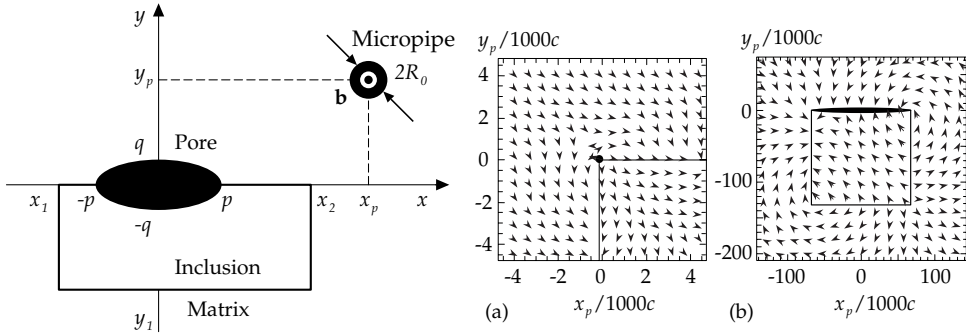 y
Micropipe
y_p
2R_0
b
q
Pore
x_1
-p
p
x_2
x_p
x
-q
Inclusion
Matrix
y_1
y_p/1000c
4
2
0
-2
-4
-4 -2 0 2 4
(a)
x_p/1000c
y_p/1000c
0
-100
-200
-100 0 100
(b)
x_p/1000c